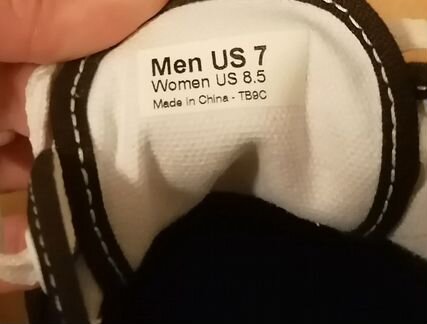 Men US 7
Women US 8.5
Made in China - TB9C